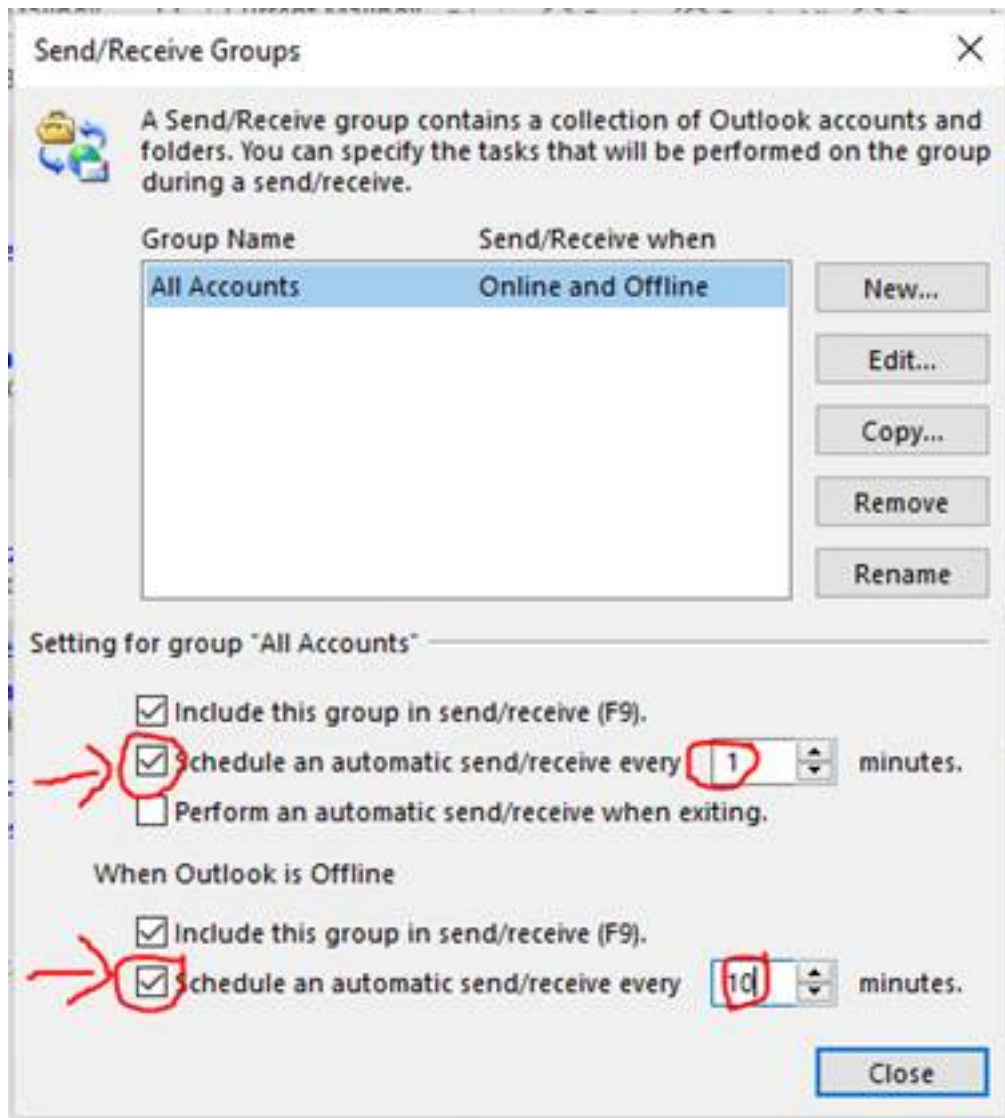 Send/Receive Groups
A Send/Receive group contains a collection of Outlook accounts and
folders. You can specify the tasks that will be performed on the group
during a send/receive.
Group Name Send/Receive when
All Accounts Online and Offline
New...
Edit...
Copy...
Remove
Rename
Setting for group "All Accounts"
Include this group in send/receive (F9).
Schedule an automatic send/receive every 1 minutes.
Perform an automatic send/receive when exiting.
When Outlook is Offline
Include this group in send/receive (F9).
Schedule an automatic send/receive every 10 minutes.
Close